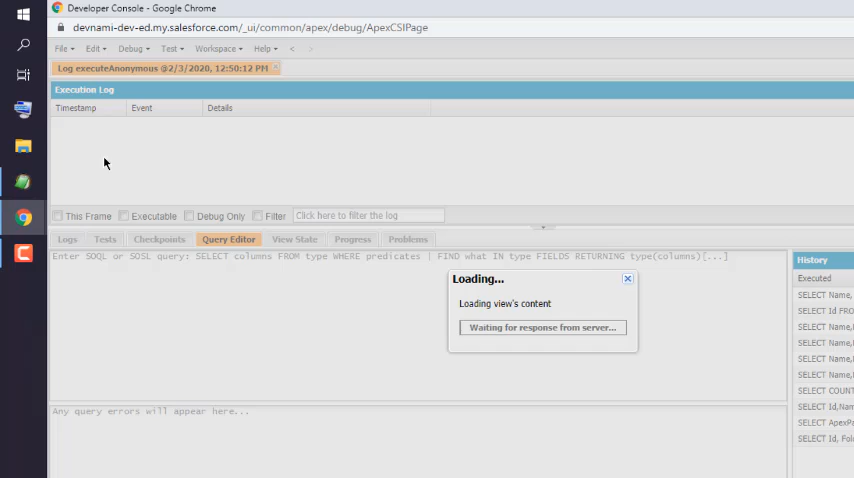 Developer Console - Google Chrome
devnami-dev-ed.my.salesforce.com/_ui/common/apex/debug/ApexCSIPage
File Edit Debug Test Workspace Help < >
Log executeAnonymous @2/3/2020, 12:50:12 PM
Execution Log
Timestamp Event Details
This Frame Executable Debug Only Filter Click here to filter the log
Logs Tests Checkpoints Query Editor View State Progress Problems
Enter SOQL or SOSL query: SELECT columns FROM type WHERE predicates | FIND what IN type FIELDS RETURNING type(columns)[...]
History
Executed
Loading...
Loading view's content
Waiting for response from server...
SELECT Name,
SELECT Id FRO
SELECT Name,
SELECT Name,
SELECT Name,
SELECT Name,
SELECT COUNT
SELECT Id,Nam
SELECT ApexPa
SELECT Id, Fol
Any query errors will appear here...